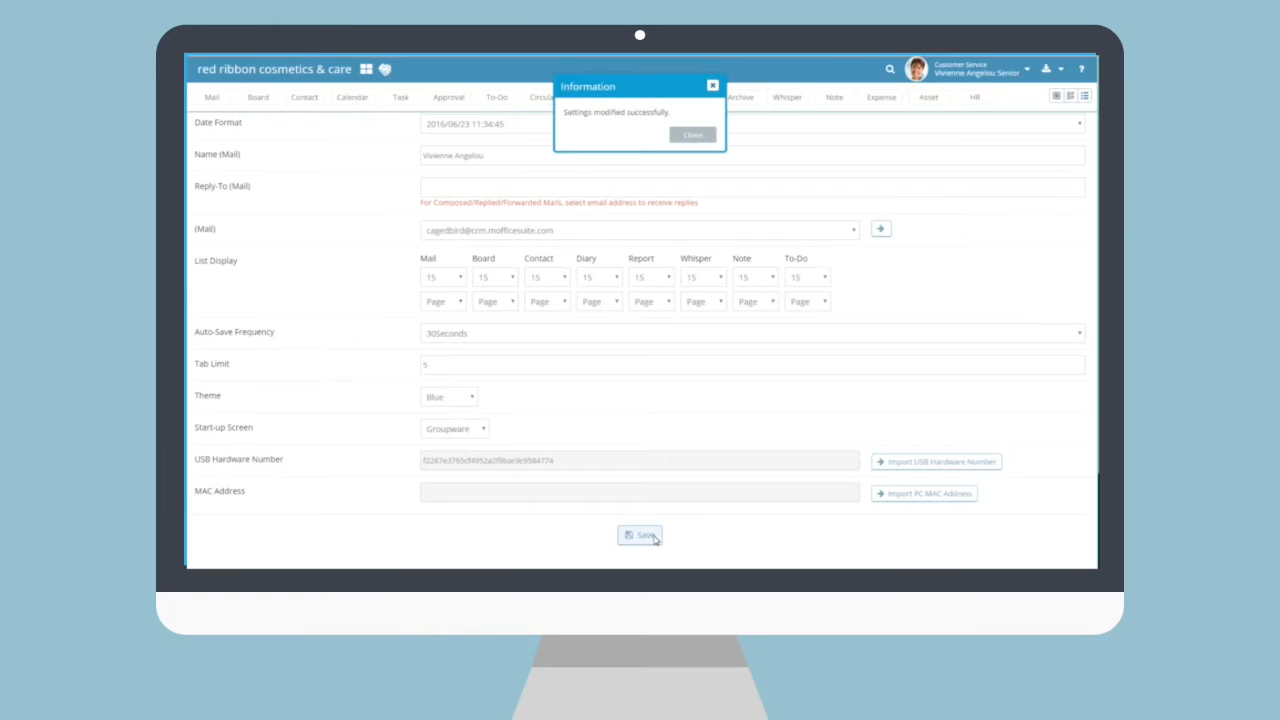 red ribbon cosmetics & care
Customer Service
Vivienne Angelou Senior
?
Information
Settings modified successfully.
Close
Mail Board Contact Calendar Task Approval To-Do Circula Archive Whisper Note Expense Asset HR
Date Format 2016/06/23 11:34:45
Name (Mail) Vivienne Angelou
Reply-To (Mail)
For Composed/Replied/Forwarded Mails, select email address to receive replies
(Mail) cagedbird@crm.mofficesuite.com
List Display Mail Board Contact Diary Report Whisper Note To-Do
15 15 15 15 15 15 15 15
Page Page Page Page Page Page Page Page
Auto-Save Frequency 30Seconds
Tab Limit 5
Theme Blue
Start-up Screen Groupware
USB Hardware Number Import USB Hardware Number
MAC Address Import PC MAC Address
Save